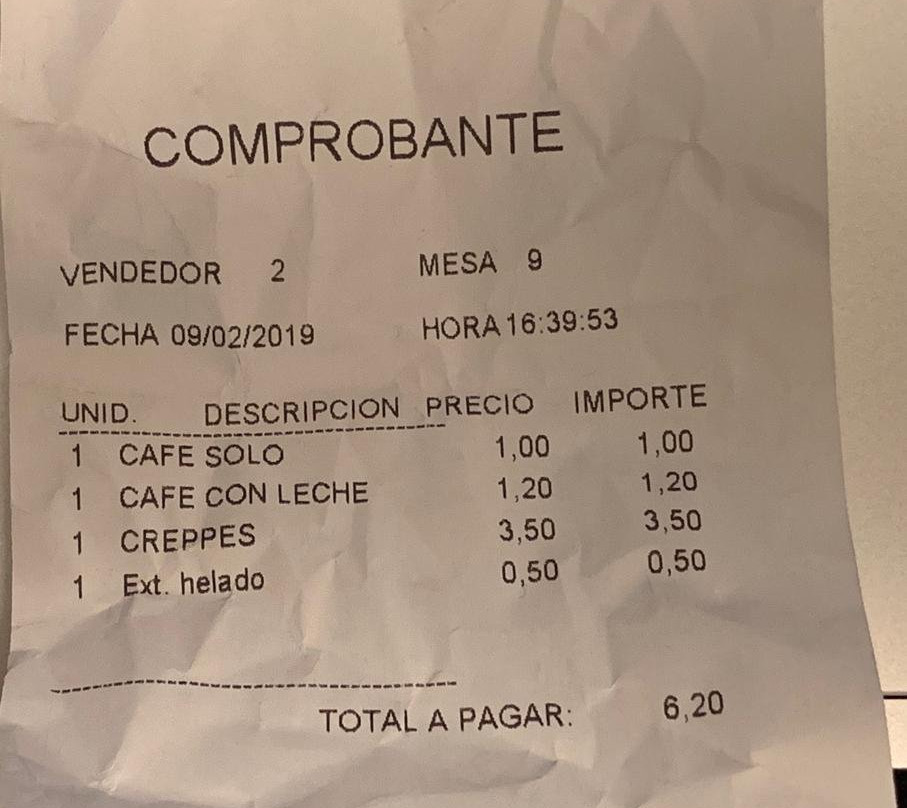 COMPROBANTE
VENDEDOR 2 MESA 9
FECHA 09/02/2019 HORA 16:39:53
UNID. DESCRIPCION PRECIO IMPORTE
1 CAFE SOLO 1,00 1,00
1 CAFE CON LECHE 1,20 1,20
1 CREPPES 3,50 3,50
1 Ext. helado 0,50 0,50
TOTAL A PAGAR: 6,20